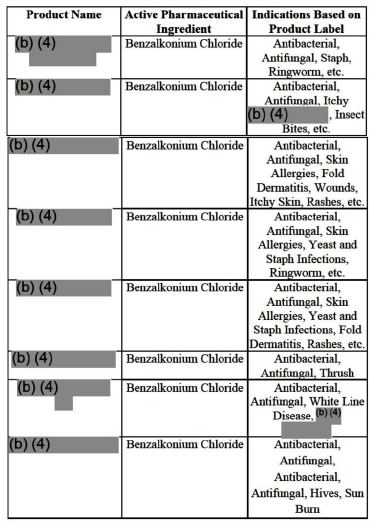 Product Name
Active Pharmaceutical
Ingredient
Indications Based on
Product Label
(b) (4)
Benzalkonium Chloride
Antibacterial,
Antifungal, Staph,
Ringworm, etc.
(b) (4)
Benzalkonium Chloride
Antibacterial,
Antifungal, Itchy
(b) (4) , Insect
Bites, etc.
(b) (4)
Benzalkonium Chloride
Antibacterial,
Antifungal, Skin
Allergies, Fold
Dermatitis, Wounds,
Itchy Skin, Rashes, etc.
(b) (4)
Benzalkonium Chloride
Antibacterial,
Antifungal, Skin
Allergies, Yeast and
Staph Infections,
Ringworm, etc.
(b) (4)
Benzalkonium Chloride
Antibacterial,
Antifungal, Skin
Allergies, Yeast and
Staph Infections, Fold
Dermatitis, Rashes, etc.
(b) (4)
Benzalkonium Chloride
Antibacterial,
Antifungal, Thrush
(b) (4)
Benzalkonium Chloride
Antibacterial,
Antifungal, White Line
Disease, (b) (4)
(b) (4)
Benzalkonium Chloride
Antibacterial,
Antifungal,
Antibacterial,
Antifungal, Hives, Sun
Burn